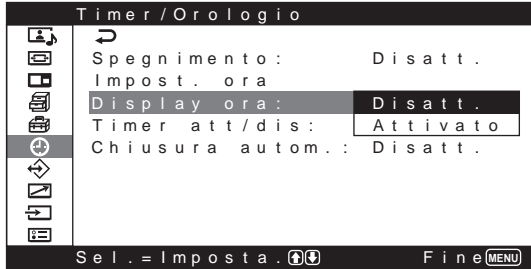 Timer/Orologio
Spegnimento: Disatt.
Impost. ora
Display ora: Disatt.
Timer att/dis: Attivato
Chiusura autom.: Disatt.
Sel.=Imposta. Fine MENU